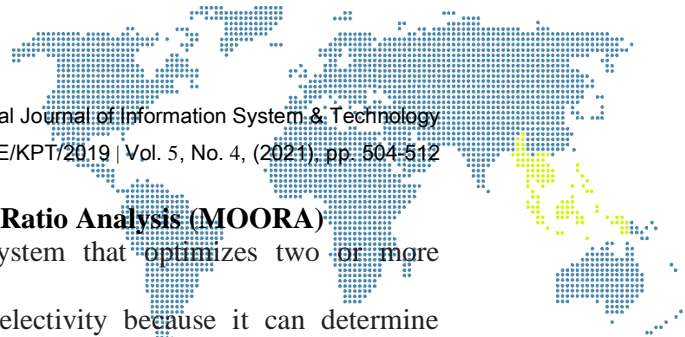 al Journal of Information System & Technology
E/KPT/2019 | Vol. 5, No. 4, (2021), pp. 504-512
Ratio Analysis (MOORA)
ystem that optimizes two or more
electivity because it can determine